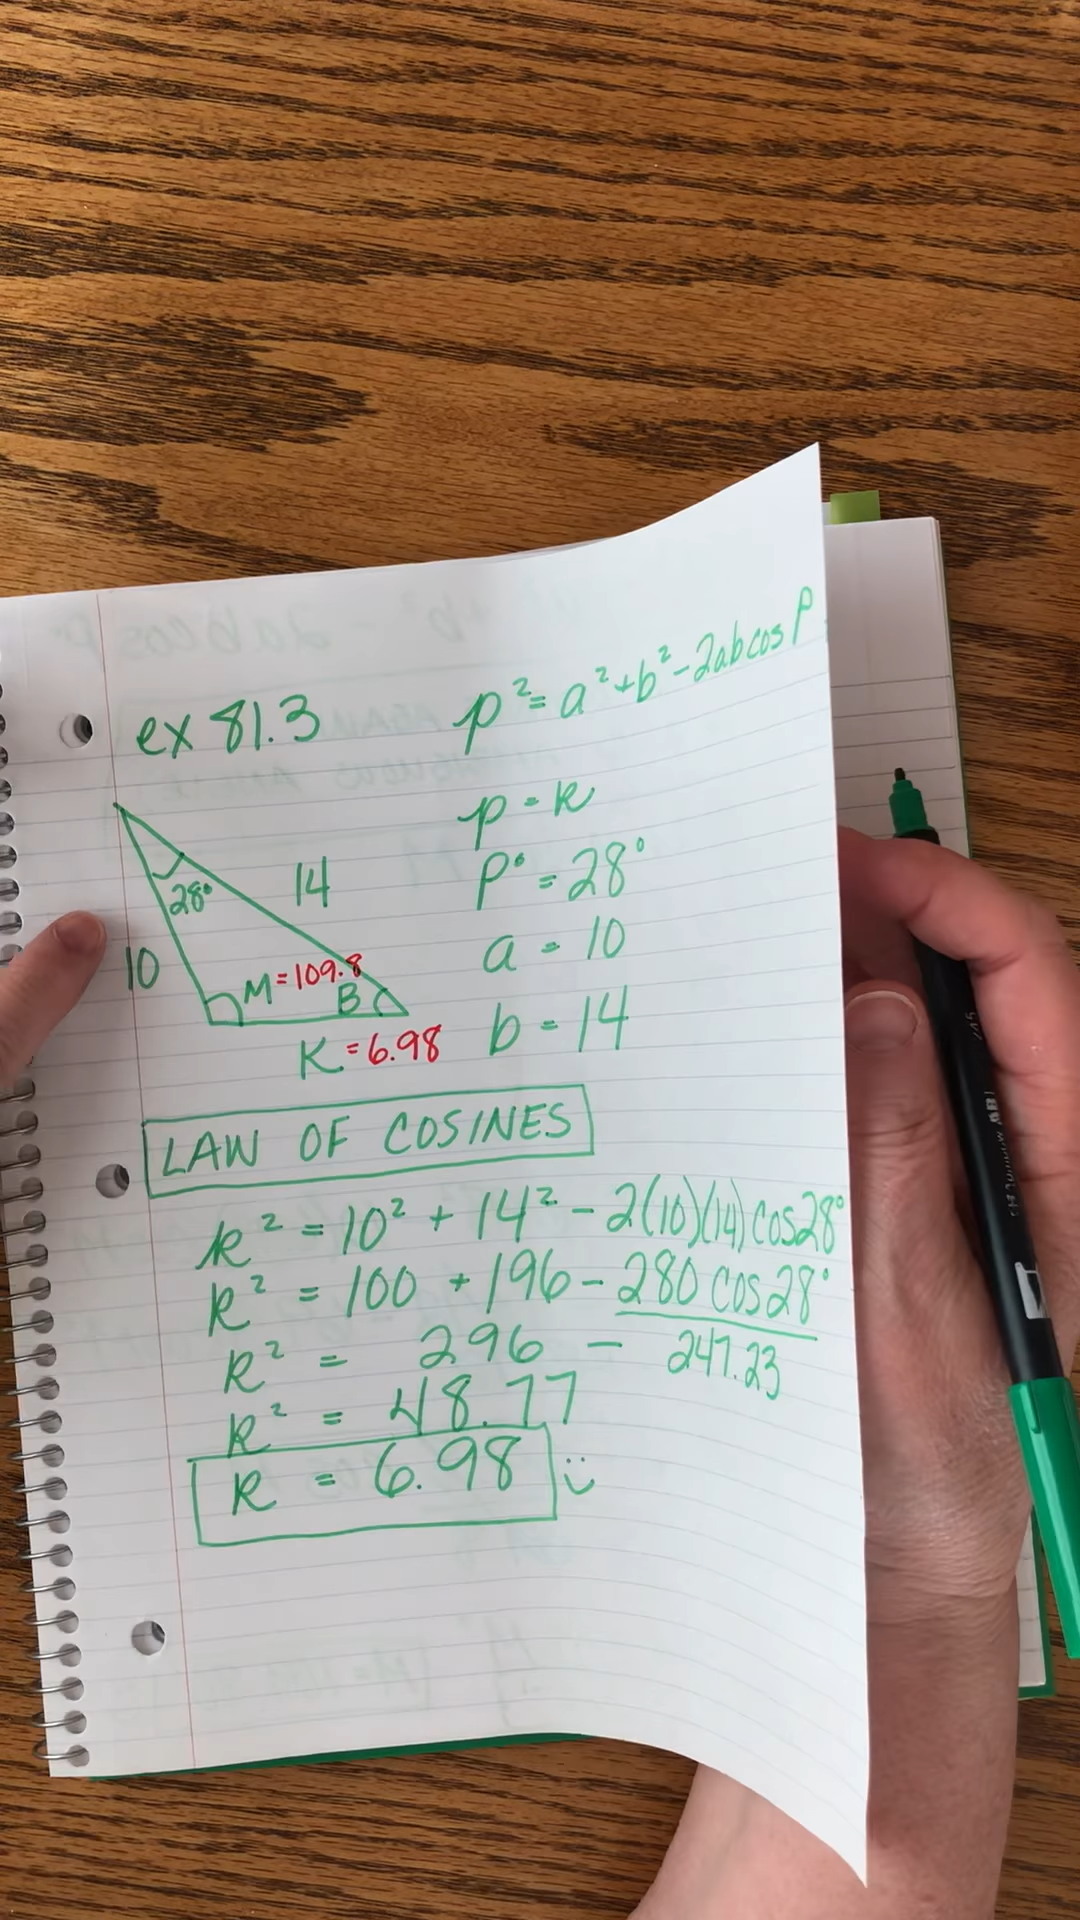 ex 81.3
p² = a² + b² - 2ab cos P
p = k
P° = 28°
a = 10
b = 14
28°
14
10
M = 109.8
B
K = 6.98
LAW OF COSINES
k² = 10² + 14² - 2(10)(14) cos 28°
k² = 100 + 196 - 280 cos 28°
k² = 296 - 247.23
k² = 48.77
k = 6.98